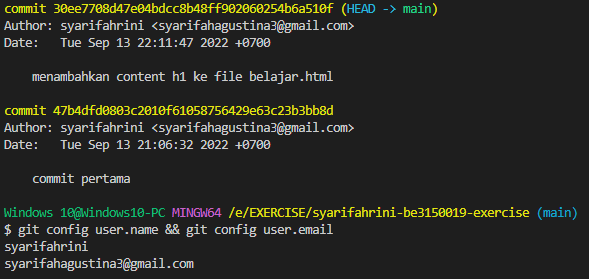 commit 30ee7708d47e04bdcc8b48ff902060254b6a510f (HEAD -> main)
Author: syarifahrini <syarifahagustina3@gmail.com>
Date:   Tue Sep 13 22:11:47 2022 +0700
menambahkan content h1 ke file belajar.html
commit 47b4dfd0803c2010f61058756429e63c23b3bb8d
Author: syarifahrini <syarifahagustina3@gmail.com>
Date:   Tue Sep 13 21:06:32 2022 +0700
commit pertama
Windows 10@Windows10-PC MINGW64 /e/EXERCISE/syarifahrini-be3150019-exercise (main)
$ git config user.name && git config user.email
syarifahrini
syarifahagustina3@gmail.com